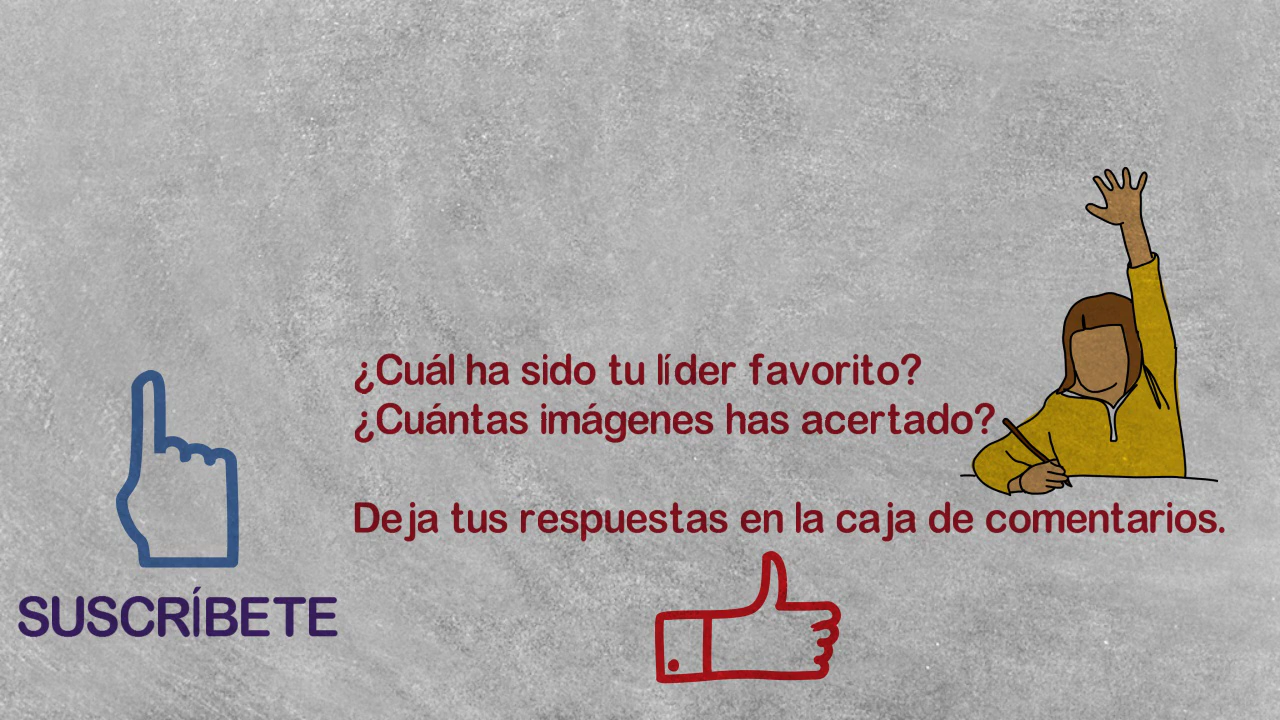 ¿Cuál ha sido tu líder favorito?
¿Cuántas imágenes has acertado?
Deja tus respuestas en la caja de comentarios.
SUSCRÍBETE